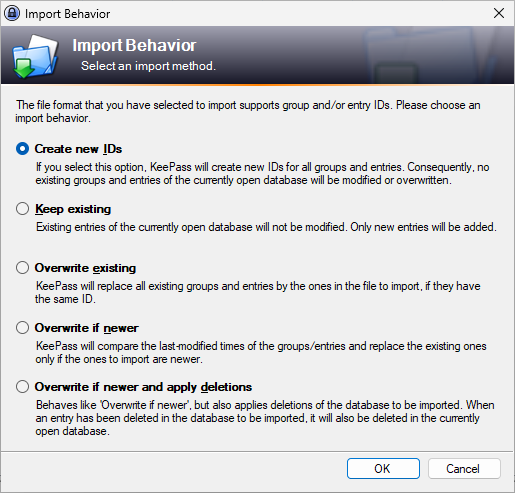 Import Behavior
Import Behavior
Select an import method.
The file format that you have selected to import supports group and/or entry IDs. Please choose an
import behavior.
Create new IDs
If you select this option, KeePass will create new IDs for all groups and entries. Consequently, no
existing groups and entries of the currently open database will be modified or overwritten.
Keep existing
Existing entries of the currently open database will not be modified. Only new entries will be added.
Overwrite existing
KeePass will replace all existing groups and entries by the ones in the file to import, if they have
the same ID.
Overwrite if newer
KeePass will compare the last-modified times of the groups/entries and replace the existing ones
only if the ones to import are newer.
Overwrite if newer and apply deletions
Behaves like 'Overwrite if newer', but also applies deletions of the database to be imported. When
an entry has been deleted in the database to be imported, it will also be deleted in the currently
open database.
OK
Cancel